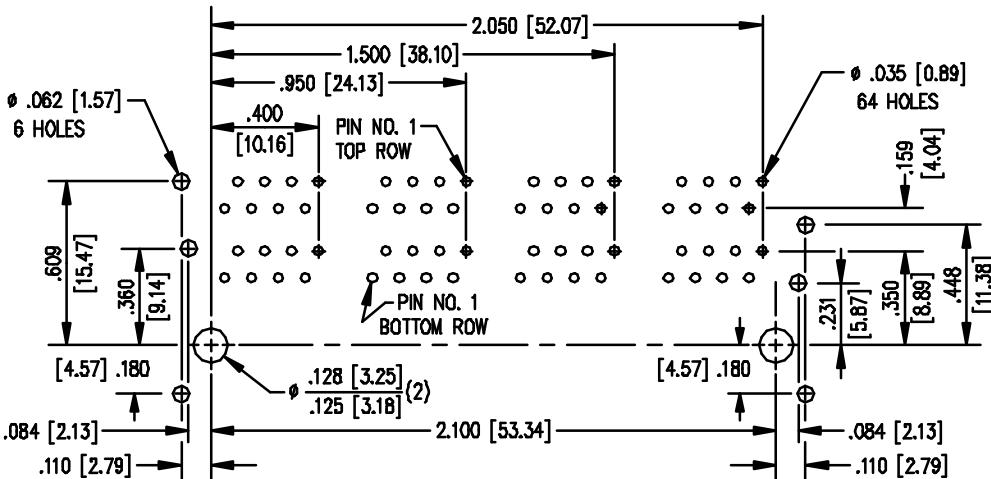 2.050 [52.07]
1.500 [38.10]
.950 [24.13]
ø .062 [1.57]
6 HOLES
.400
[10.16]
PIN NO. 1
TOP ROW
ø .035 [0.89]
64 HOLES
.159
[4.04]
.609
[15.47]
.360
[9.14]
PIN NO. 1
BOTTOM ROW
.231
[5.87]
.350
[8.89]
.448
[11.38]
[4.57] .180
ø .128 [3.25]
.125 [3.18] (2)
[4.57] .180
.084 [2.13]
2.100 [53.34]
.084 [2.13]
.110 [2.79]
.110 [2.79]